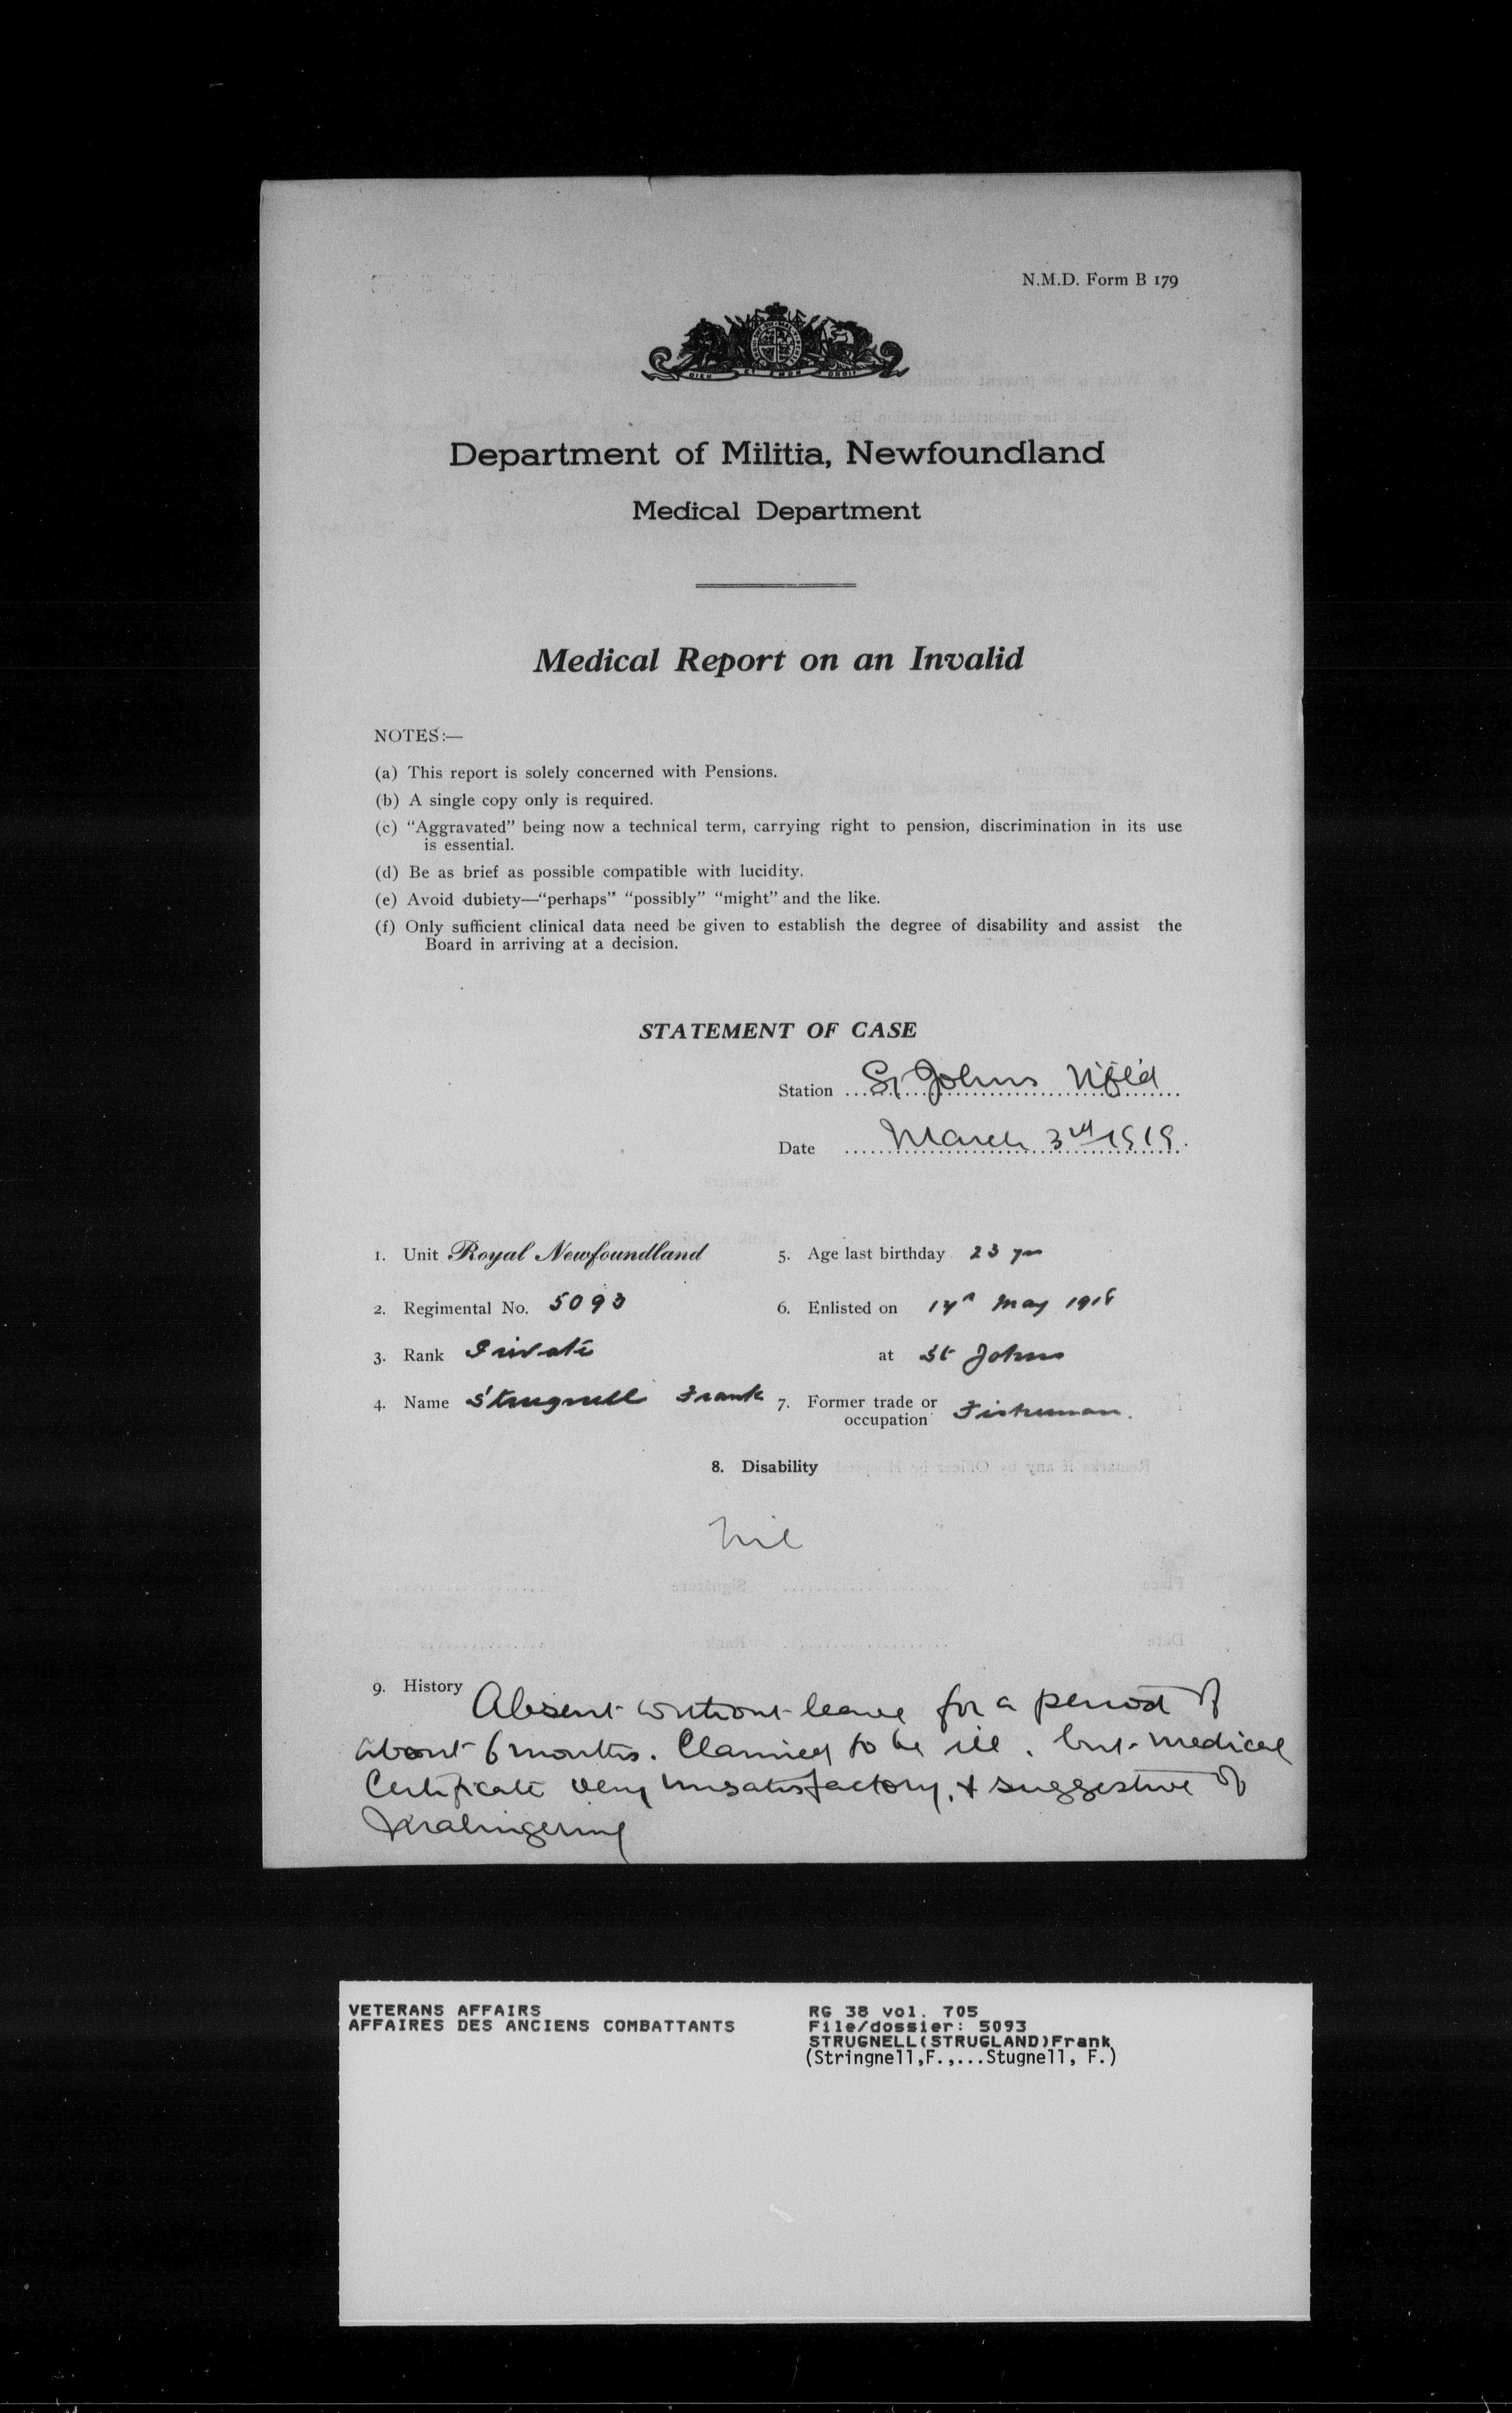 N.M.D. Form B 179
DIEU ET MON DROIT
Department of Militia, Newfoundland
Medical Department
Medical Report on an Invalid
NOTES:—
(a) This report is solely concerned with Pensions.
(b) A single copy only is required.
(c) “Aggravated” being now a technical term, carrying right to pension, discrimination in its use
is essential.
(d) Be as brief as possible compatible with lucidity.
(e) Avoid dubiety—“perhaps” “possibly” “might” and the like.
(f) Only sufficient clinical data need be given to establish the degree of disability and assist the
Board in arriving at a decision.
STATEMENT OF CASE
Station St Johns Nfld
Date March 3rd 1919.
1. Unit Royal Newfoundland
5. Age last birthday 23 yrs
2. Regimental No. 5093
6. Enlisted on May 1918
3. Rank Private
at St Johns
4. Name Strugnell Frank
7. Former trade or
occupation Fisherman.
8. Disability
Nil
9. History Absent without leave for a period of
about 6 months. Claimed to be ill, but medical
Certificate very unsatisfactory, & suggestive of
Malingering
VETERANS AFFAIRS
AFFAIRES DES ANCIENS COMBATTANTS
RG 38 vol. 705
File/dossier: 5093
STRUGNELL(STRUGLAND)Frank
(Stringnell,F.,...Stugnell, F.)